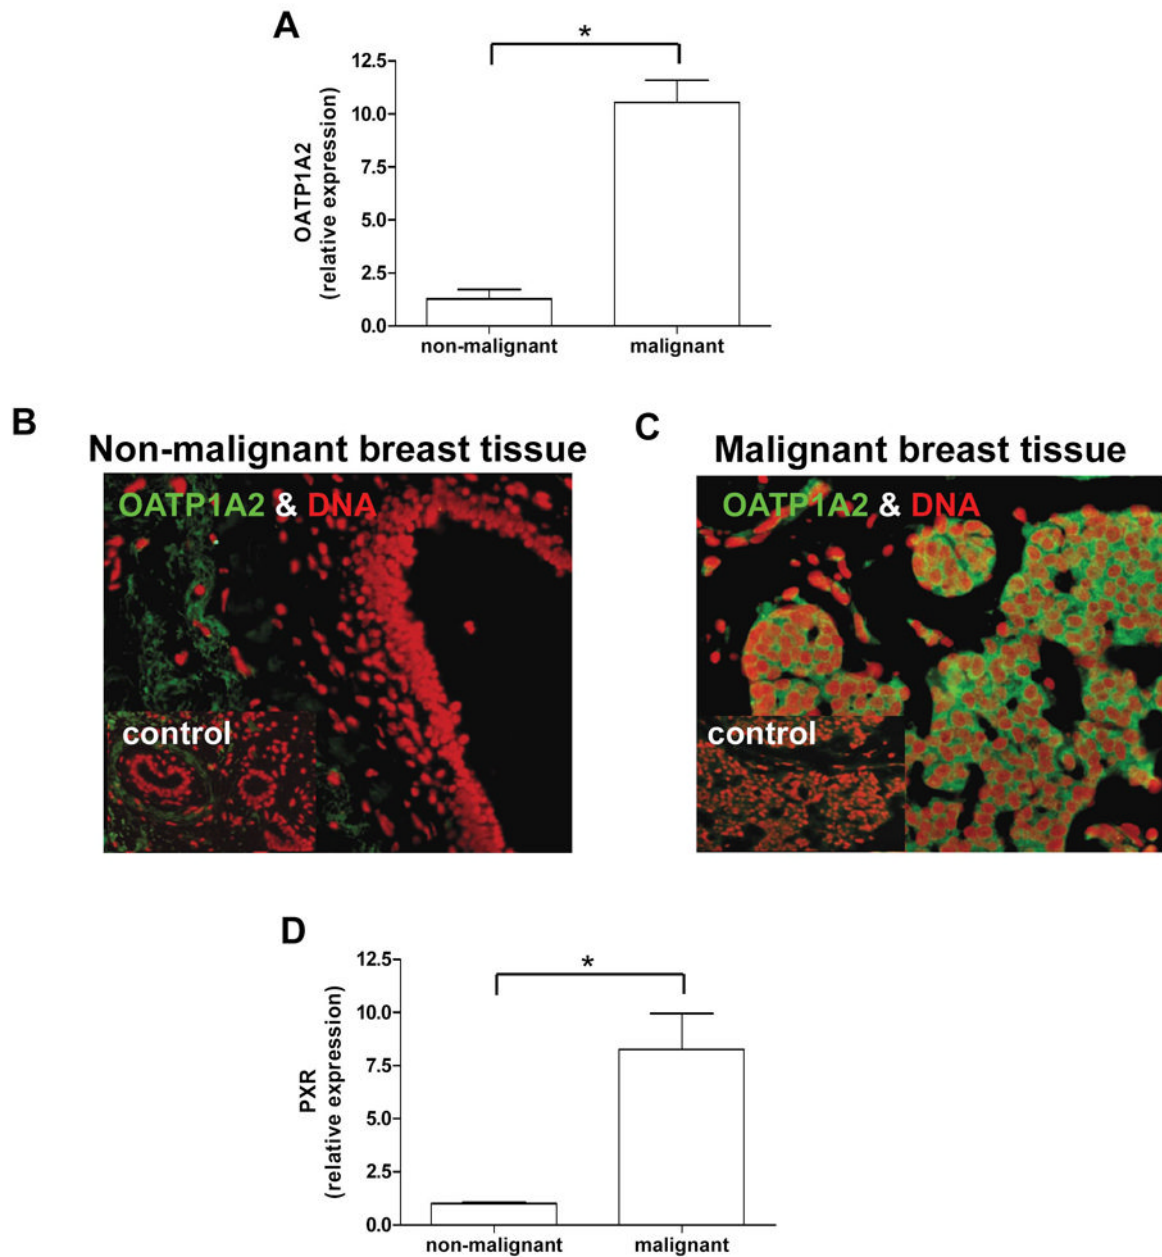 A
*
12.5
10.0
7.5
5.0
2.5
0.0
OATP1A2
(relative expression)
non-malignant malignant
B
Non-malignant breast tissue
OATP1A2 & DNA
control
C
Malignant breast tissue
OATP1A2 & DNA
control
D
*
12.5
10.0
7.5
5.0
2.5
0.0
PXR
(relative expression)
non-malignant malignant